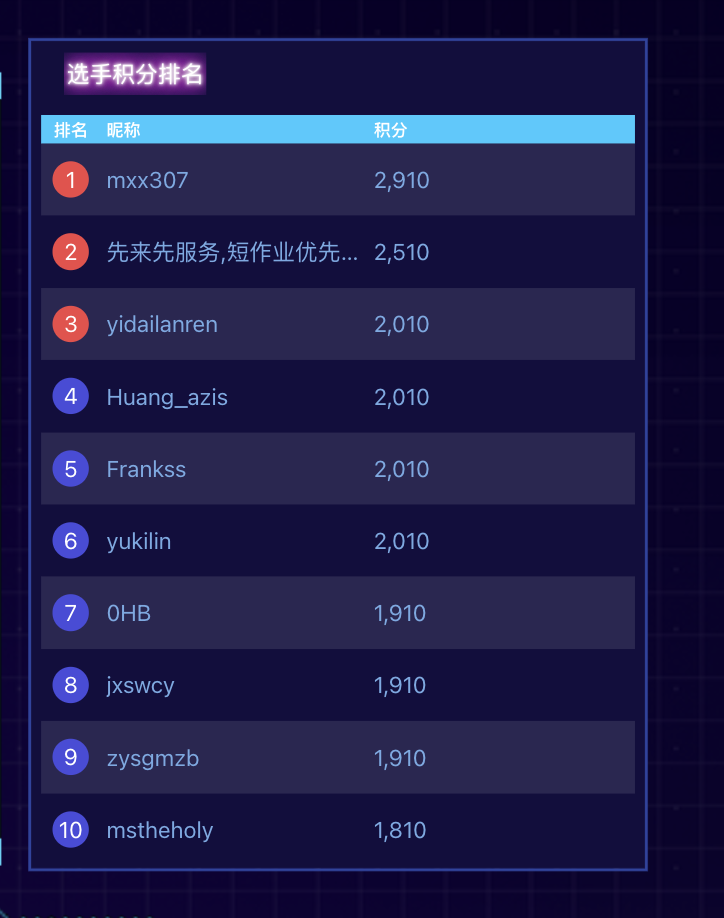 选手积分排名
排名 昵称 积分
1 mxx307 2,910
2 先来先服务,短作业优先... 2,510
3 yidailanren 2,010
4 Huang_azis 2,010
5 Frankss 2,010
6 yukilin 2,010
7 0HB 1,910
8 jxswcy 1,910
9 zysgmzb 1,910
10 mstheholy 1,810